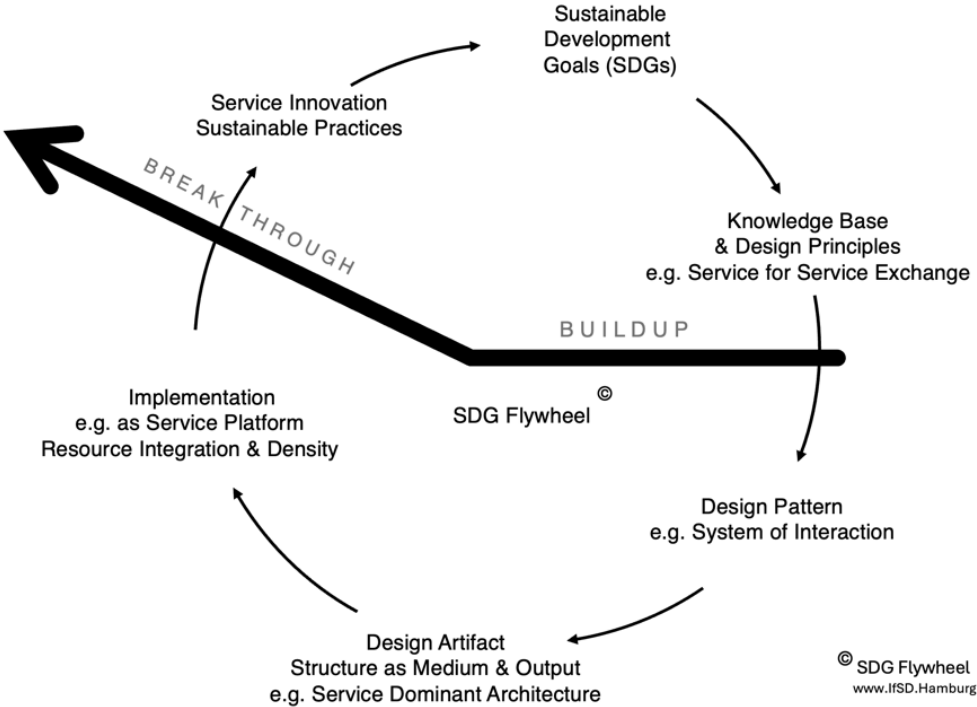 Sustainable
Development
Goals (SDGs)
Service Innovation
Sustainable Practices
BREAK THROUGH
Knowledge Base
& Design Principles
e.g. Service for Service Exchange
BUILDUP
Implementation
e.g. as Service Platform
Resource Integration & Density
SDG Flywheel ©
Design Pattern
e.g. System of Interaction
Design Artifact
Structure as Medium & Output
e.g. Service Dominant Architecture
© SDG Flywheel
www.IfSD.Hamburg